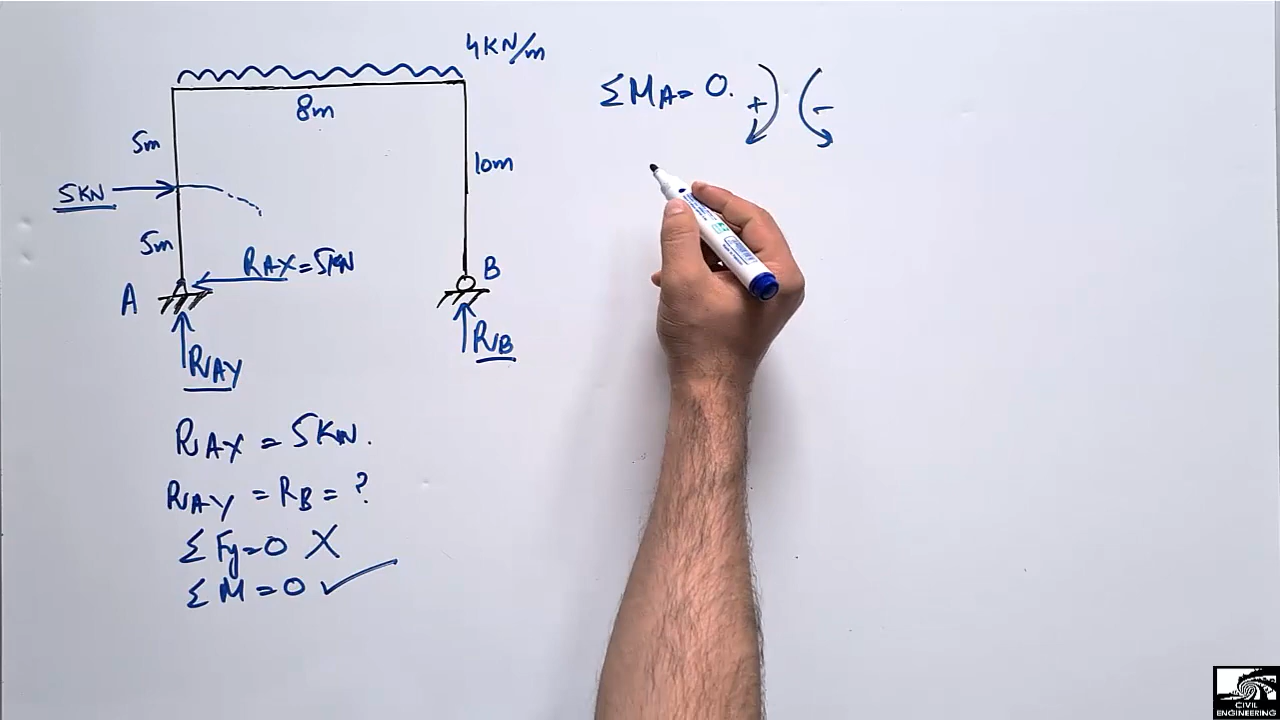 4KN/m
8m
5m
10m
5KN
5m
RAX=5KN
A
B
RAY
RB
RAX = 5KN.
RAY = RB = ?
ΣFy=0 X
ΣM=0 ✓
ΣMA=0. + -
CIVIL
ENGINEERING